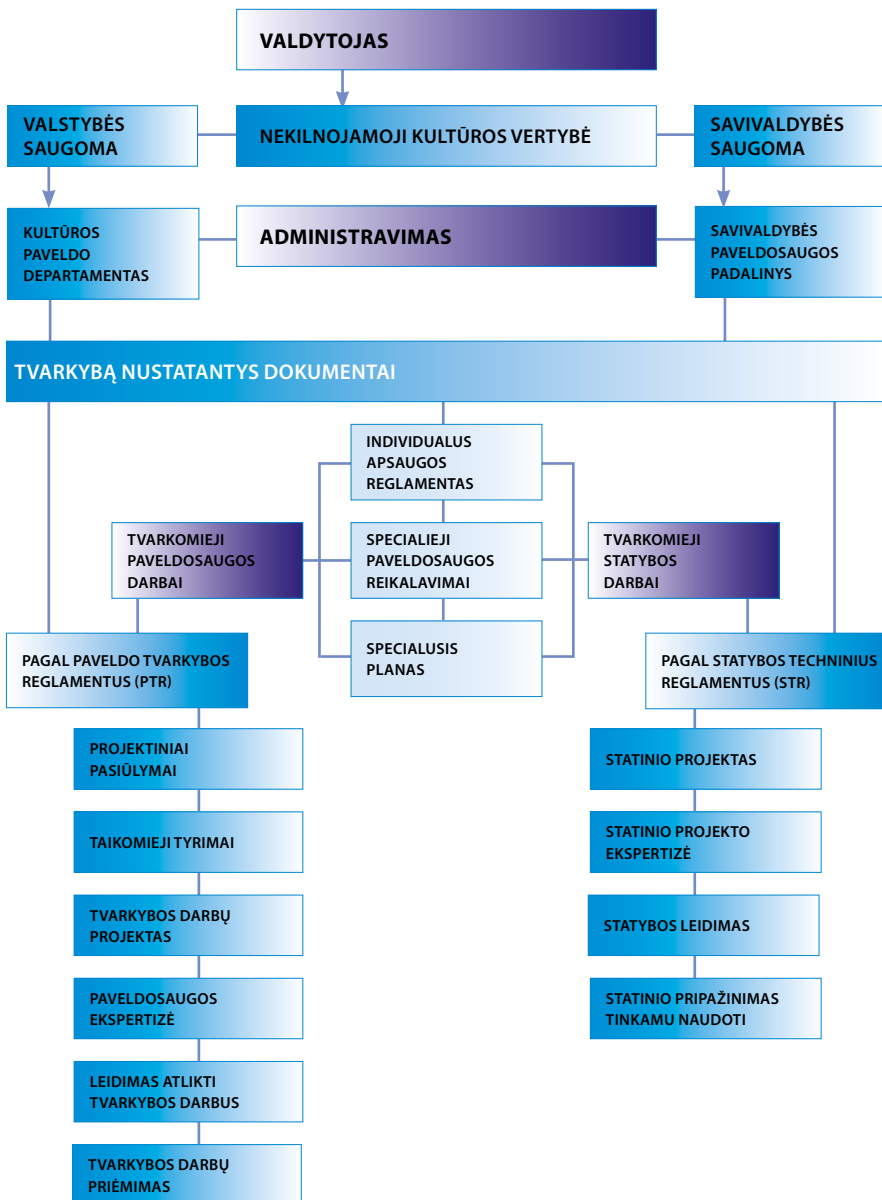 VALDYTOJAS
VALSTYBĖS
SAUGOMA
NEKILNOJAMOJI KULTŪROS VERTYBĖ
SAVIVALDYBĖS
SAUGOMA
KULTŪROS
PAVELDO
DEPARTAMENTAS
ADMINISTRAVIMAS
SAVIVALDYBĖS
PAVELDOSAUGOS
PADALINYS
TVARKYBĄ NUSTATANTYS DOKUMENTAI
INDIVIDUALUS
APSAUGOS
REGLAMENTAS
TVARKOMIEJI
PAVELDOSAUGOS
DARBAI
SPECIALIEJI
PAVELDOSAUGOS
REIKALAVIMAI
TVARKOMIEJI
STATYBOS
DARBAI
PAGAL PAVELDO TVARKYBOS
REGLAMENTUS (PTR)
SPECIALUSIS
PLANAS
PAGAL STATYBOS TECHNINIUS
REGLAMENTUS (STR)
PROJEKTINIAI
PASIŪLYMAI
TAIKOMIEJI TYRIMAI
TVARKYBOS DARBŲ
PROJEKTAS
PAVELDOSAUGOS
EKSPERTIZĖ
LEIDIMAS ATLIKTI
TVARKYBOS DARBUS
TVARKYBOS DARBŲ
PRIĖMIMAS
STATINIO PROJEKTAS
STATINIO PROJEKTO
EKSPERTIZĖ
STATYBOS LEIDIMAS
STATINIO PRIPAŽINIMAS
TINKAMU NAUDOTI